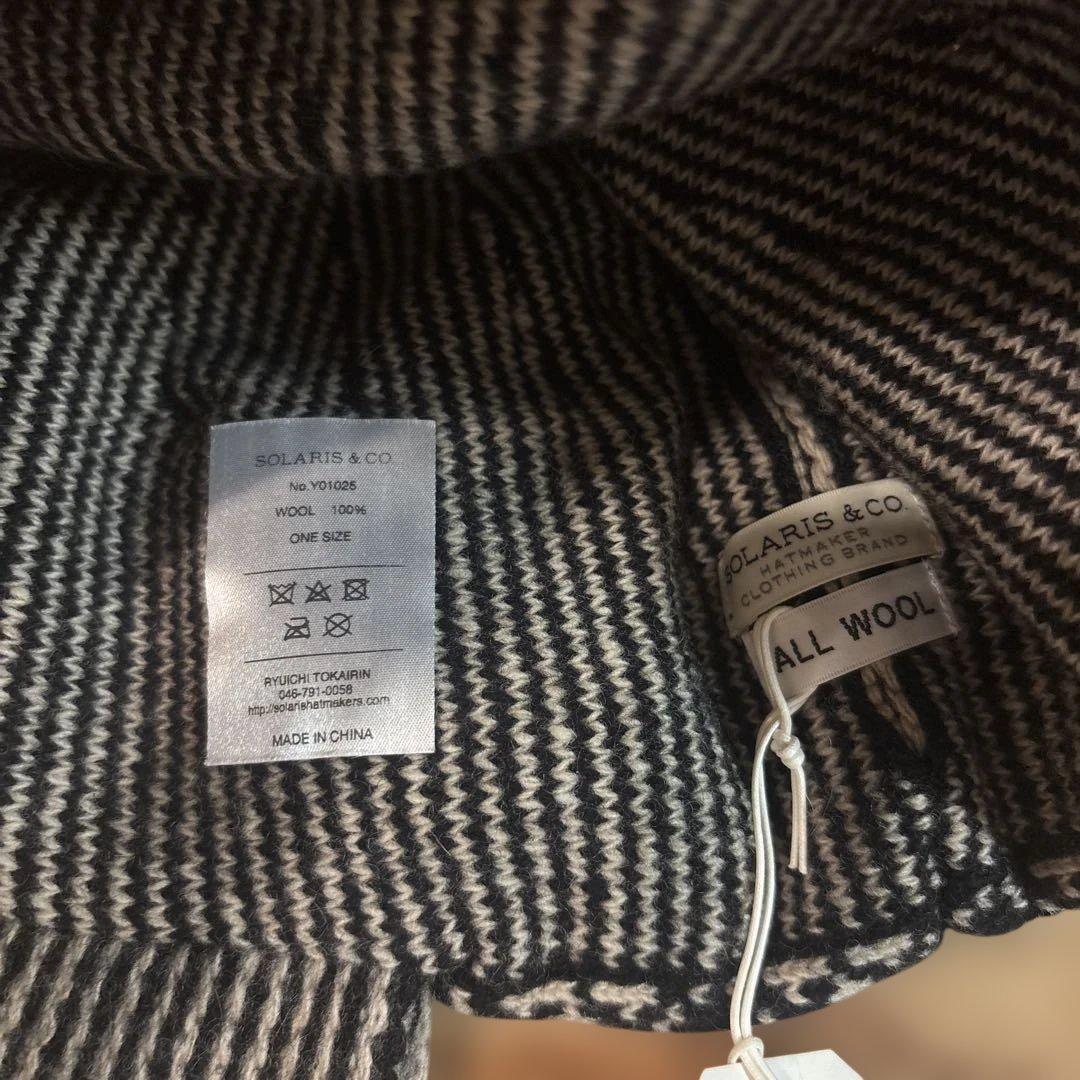 SOLARIS & CO.
No.Y01025
WOOL 100%
ONE SIZE
RYUICHI TOKAIRIN
046-791-0058
http://solarishatmakers.com
MADE IN CHINA
SOLARIS & CO.
HATMAKER
CLOTHING BRAND
ALL WOOL